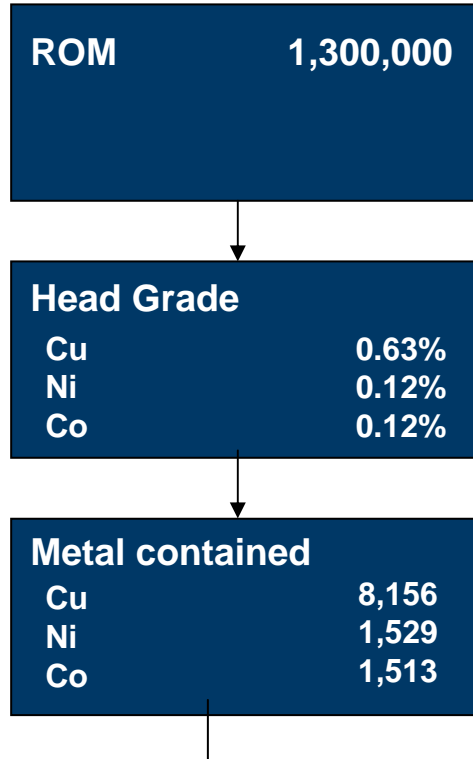 ROM 1,300,000
Head Grade
Cu 0.63%
Ni 0.12%
Co 0.12%
Metal contained
Cu 8,156
Ni 1,529
Co 1,513